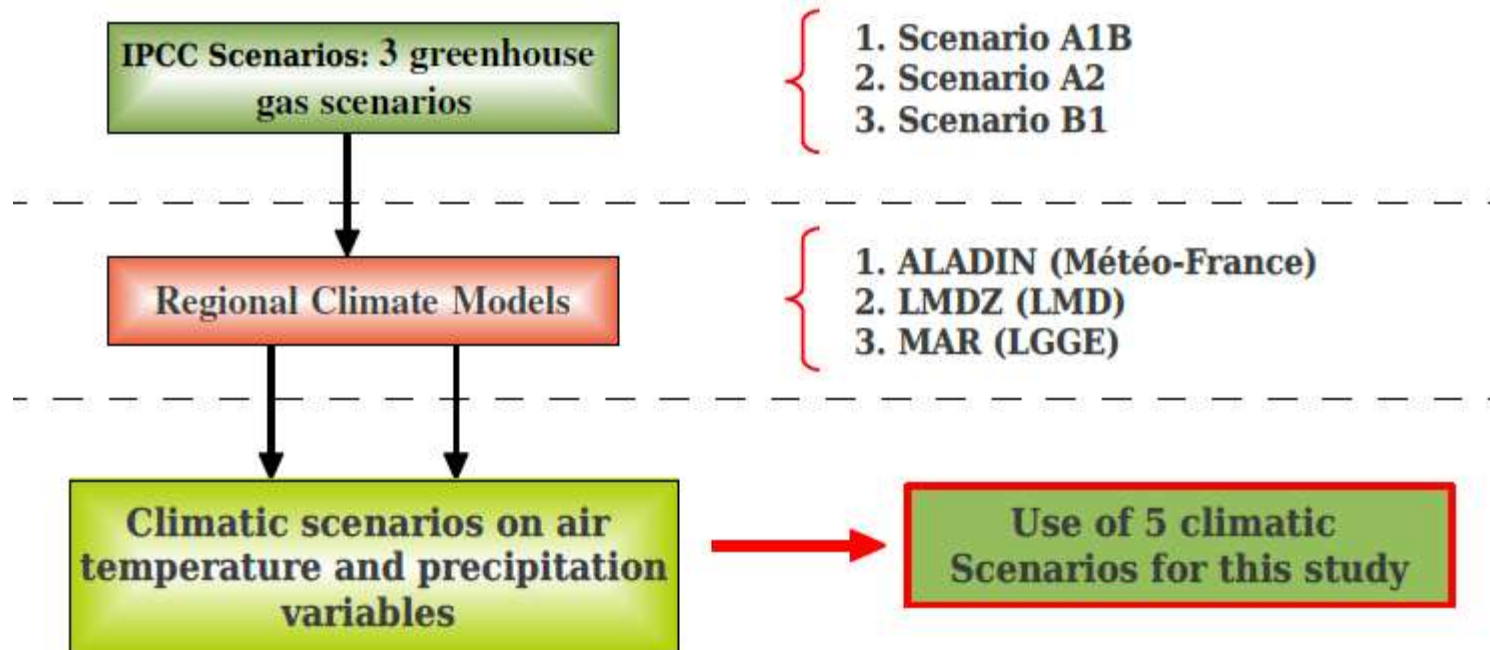 IPCC Scenarios: 3 greenhouse
gas scenarios
1. Scenario A1B
2. Scenario A2
3. Scenario B1
Regional Climate Models
1. ALADIN (Météo-France)
2. LMDZ (LMD)
3. MAR (LGGE)
Climatic scenarios on air
temperature and precipitation
variables
Use of 5 climatic
Scenarios for this study